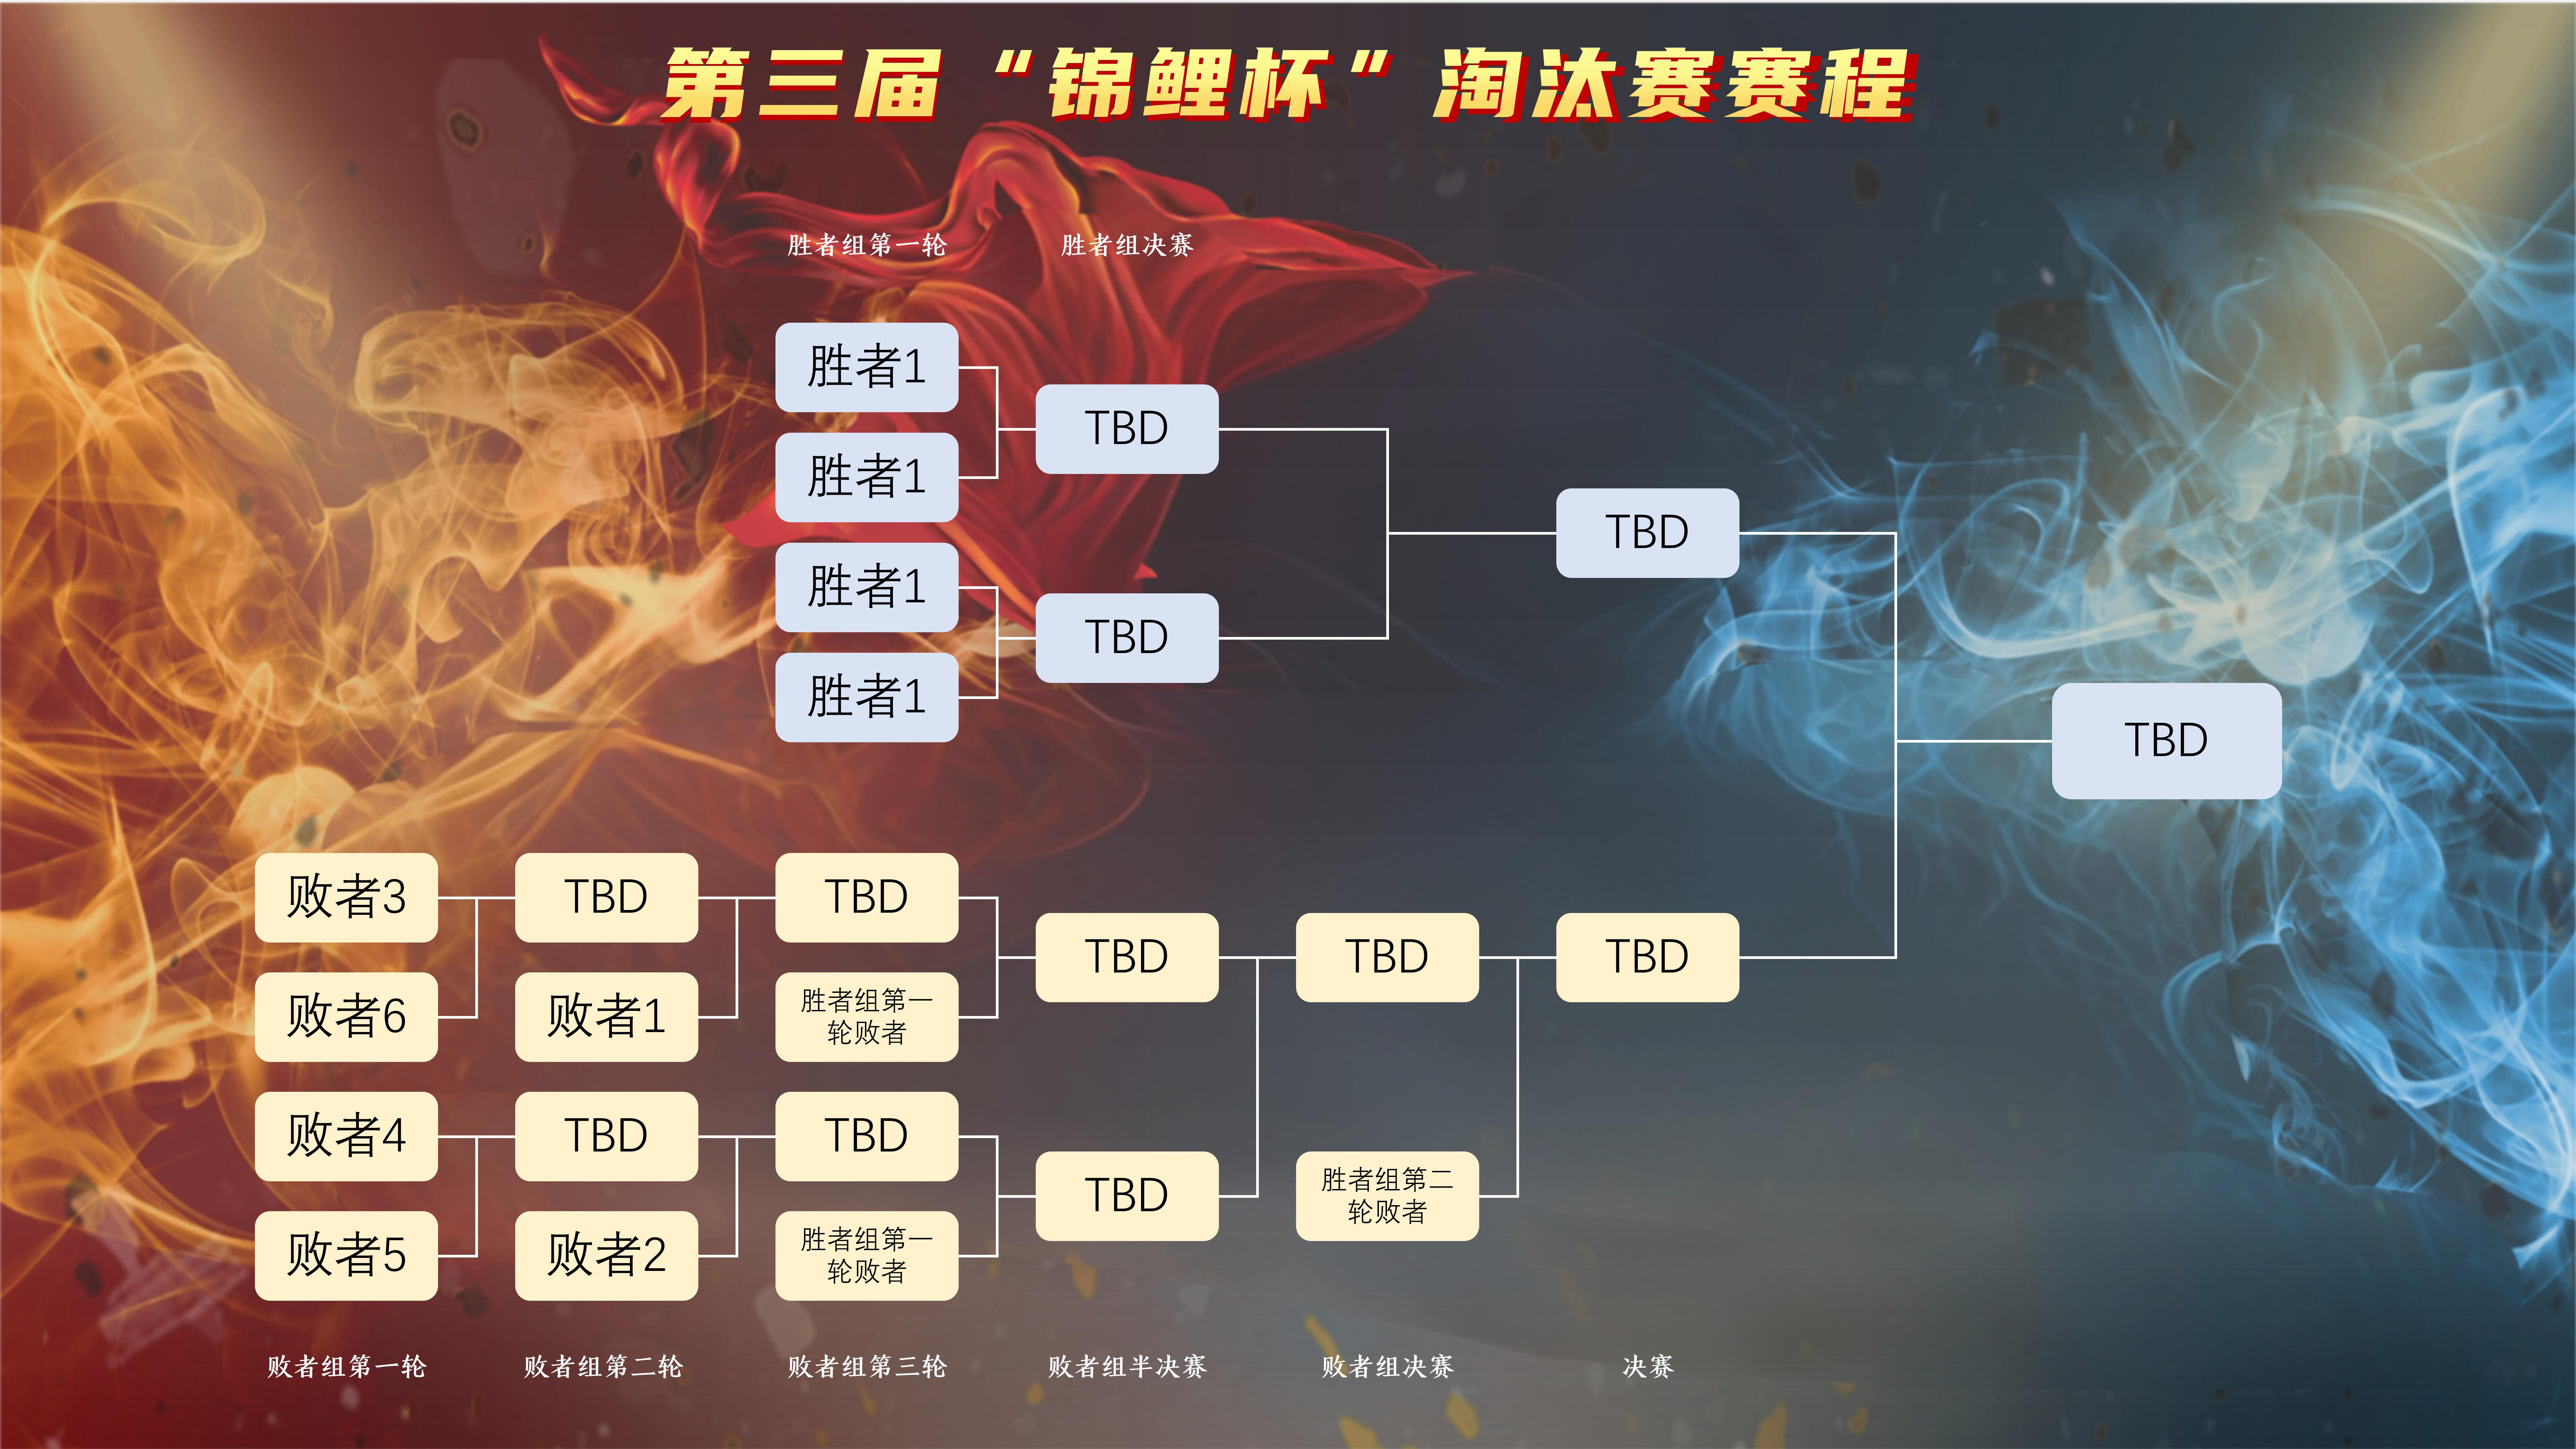 第三届“锦鲤杯”淘汰赛赛程
胜者组第一轮
胜者组决赛
胜者1
胜者1
胜者1
胜者1
TBD
TBD
TBD
TBD
败者3
败者6
败者4
败者5
TBD
败者1
TBD
败者2
TBD
胜者组第一
轮败者
TBD
胜者组第一
轮败者
TBD
TBD
TBD
胜者组第二
轮败者
TBD
败者组第一轮
败者组第二轮
败者组第三轮
败者组半决赛
败者组决赛
决赛